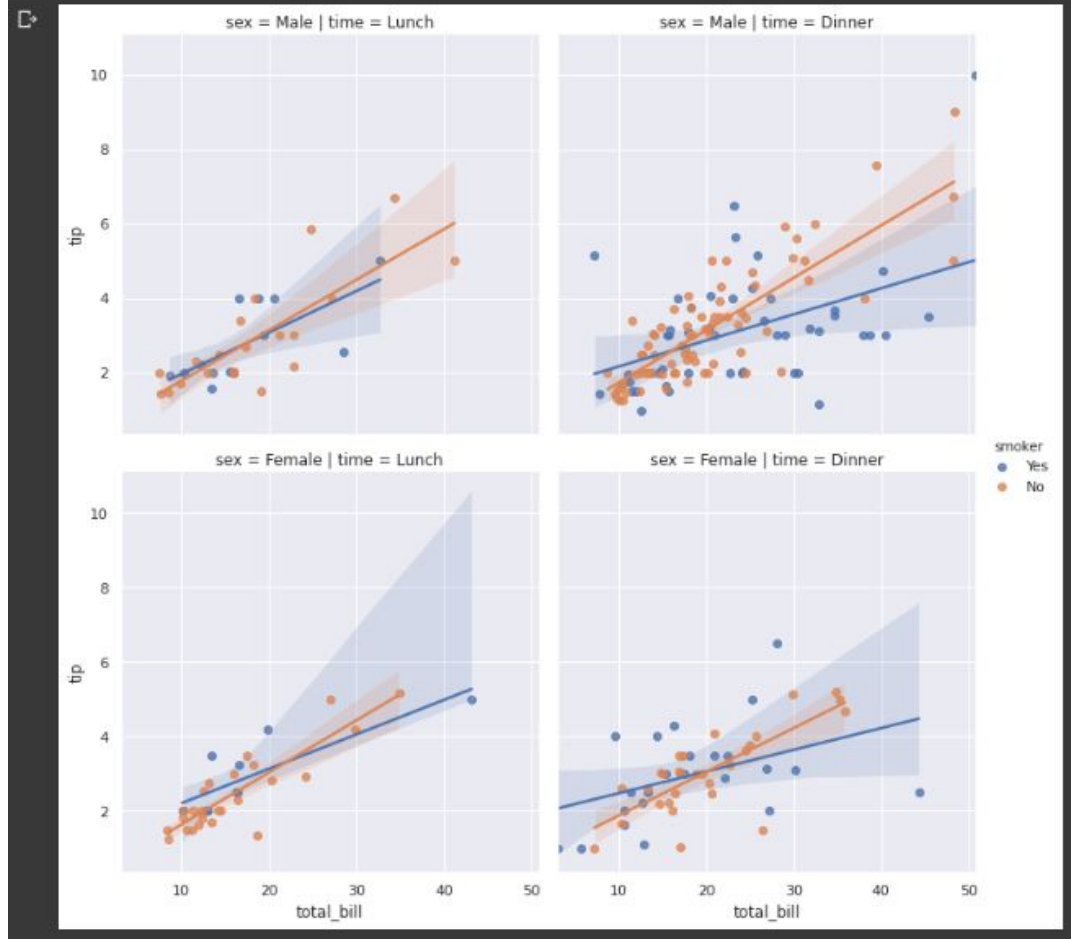 sex = Male | time = Lunch
sex = Male | time = Dinner
10
8
6
4
2
tip
smoker
Yes
No
sex = Female | time = Lunch
sex = Female | time = Dinner
10
8
6
4
2
tip
10 20 30 40 50
total_bill
10 20 30 40 50
total_bill